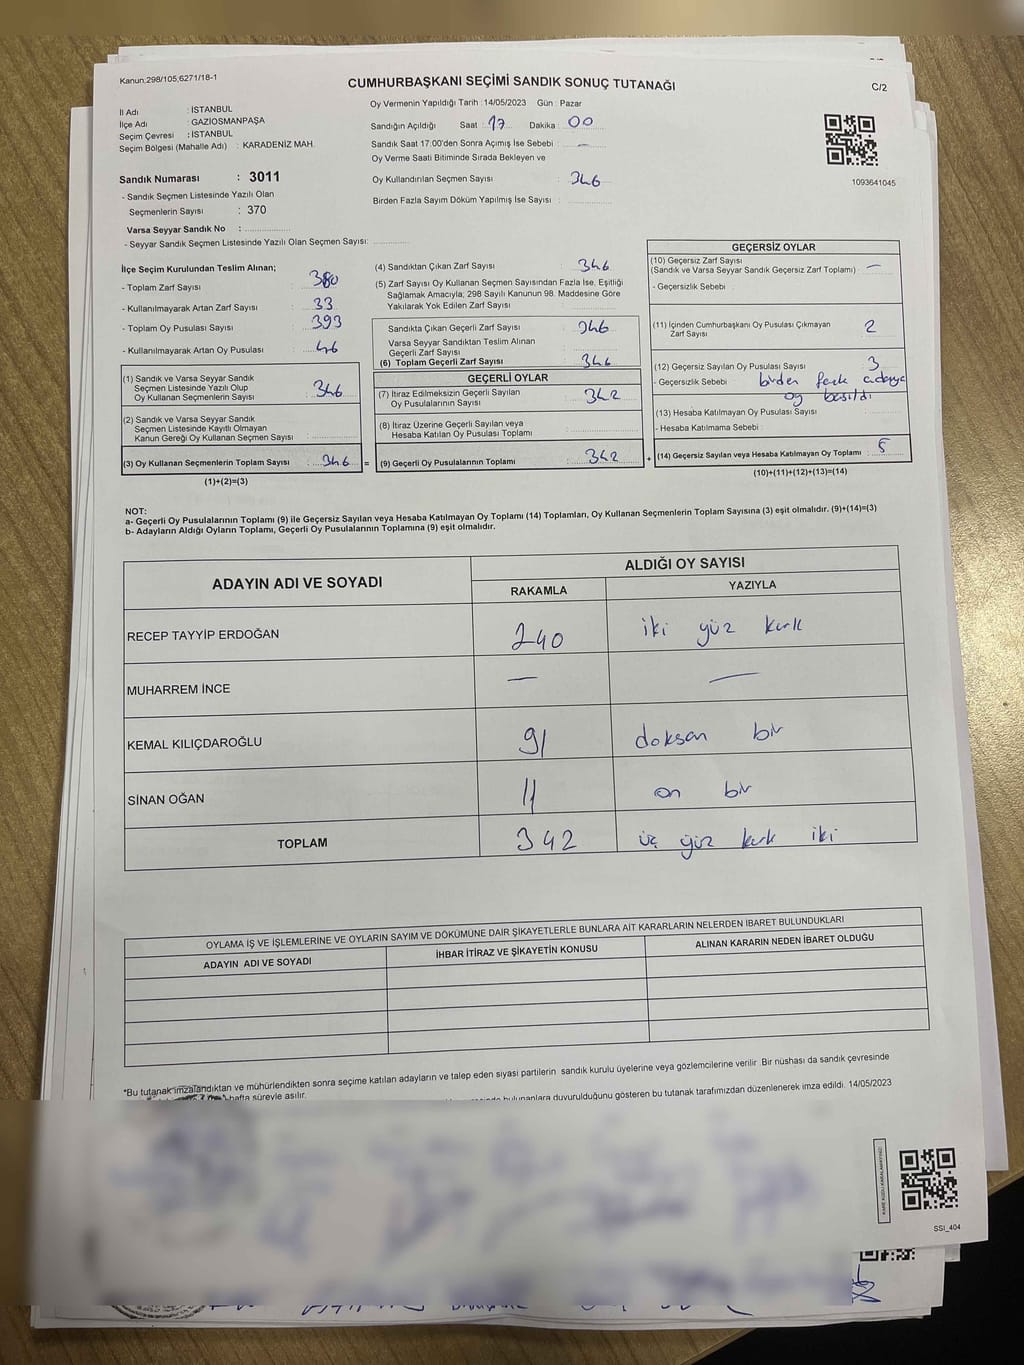 Kanun:298/105;6271/18-1
CUMHURBAŞKANI SEÇİMİ SANDIK SONUÇ TUTANAĞI
C/2
İl Adı : İSTANBUL
İlçe Adı : GAZİOSMANPAŞA
Seçim Çevresi : İSTANBUL
Seçim Bölgesi (Mahalle Adı) : KARADENİZ MAH.
Oy Vermenin Yapıldığı Tarih :14/05/2023 Gün : Pazar
Sandığın Açıldığı Saat : 17 Dakika : 00
Sandık Saat 17:00'den Sonra Açımış İse Sebebi : —
Oy Verme Saati Bitiminde Sırada Bekleyen ve
Oy Kullandırılan Seçmen Sayısı : 346
Birden Fazla Sayım Döküm Yapılmış İse Sayısı :
1093641045
Sandık Numarası : 3011
- Sandık Seçmen Listesinde Yazılı Olan
Seçmenlerin Sayısı : 370
Varsa Seyyar Sandık No :
- Seyyar Sandık Seçmen Listesinde Yazılı Olan Seçmen Sayısı:
İlçe Seçim Kurulundan Teslim Alınan;
- Toplam Zarf Sayısı : 380
- Kullanılmayarak Artan Zarf Sayısı : 33
- Toplam Oy Pusulası Sayısı : 393
- Kullanılmayarak Artan Oy Pusulası : 46
(1) Sandık ve Varsa Seyyar Sandık
Seçmen Listesinde Yazılı Olup
Oy Kullanan Seçmenlerin Sayısı : 346
(2) Sandık ve Varsa Seyyar Sandık
Seçmen Listesinde Kayıtlı Olmayan
Kanun Gereği Oy Kullanan Seçmen Sayısı :
(3) Oy Kullanan Seçmenlerin Toplam Sayısı : 346 =
(1)+(2)=(3)
(4) Sandıktan Çıkan Zarf Sayısı : 346
(5) Zarf Sayısı Oy Kullanan Seçmen Sayısından Fazla İse, Eşitliği
Sağlamak Amacıyla; 298 Sayılı Kanunun 98. Maddesine Göre
Yakılarak Yok Edilen Zarf Sayısı :
Sandıkta Çıkan Geçerli Zarf Sayısı : 346
Varsa Seyyar Sandıktan Teslim Alınan
Geçerli Zarf Sayısı :
(6) Toplam Geçerli Zarf Sayısı : 346
GEÇERLİ OYLAR
(7) İtiraz Edilmeksizin Geçerli Sayılan
Oy Pusulalarının Sayısı : 342
(8) İtiraz Üzerine Geçerli Sayılan veya
Hesaba Katılan Oy Pusulası Toplamı :
(9) Geçerli Oy Pusulalarının Toplamı : 342 +
GEÇERSİZ OYLAR
(10) Geçersiz Zarf Sayısı
(Sandık ve Varsa Seyyar Sandık Geçersiz Zarf Toplamı) : —
- Geçersizlik Sebebi :
(11) İçinden Cumhurbaşkanı Oy Pusulası Çıkmayan
Zarf Sayısı : 2
(12) Geçersiz Sayılan Oy Pusulası Sayısı : 3
- Geçersizlik Sebebi : birden fazla adaya
oy basıldı
(13) Hesaba Katılmayan Oy Pusulası Sayısı :
- Hesaba Katılmama Sebebi :
(14) Geçersiz Sayılan veya Hesaba Katılmayan Oy Toplamı : 5
(10)+(11)+(12)+(13)=(14)
NOT:
a- Geçerli Oy Pusulalarının Toplamı (9) ile Geçersiz Sayılan veya Hesaba Katılmayan Oy Toplamı (14) Toplamları, Oy Kullanan Seçmenlerin Toplam Sayısına (3) eşit olmalıdır. (9)+(14)=(3)
b- Adayların Aldığı Oyların Toplamı, Geçerli Oy Pusulalarının Toplamına (9) eşit olmalıdır.
ADAYIN ADI VE SOYADI
ALDIĞI OY SAYISI
RAKAMLA YAZIYLA
RECEP TAYYİP ERDOĞAN 240 iki yüz kırk
MUHARREM İNCE — —
KEMAL KILIÇDAROĞLU 91 doksan bir
SİNAN OĞAN 11 on bir
TOPLAM 342 üç yüz kırk iki
OYLAMA İŞ VE İŞLEMLERİNE VE OYLARIN SAYIM VE DÖKÜMÜNE DAİR ŞİKAYETLERLE BUNLARA AİT KARARLARIN NELERDEN İBARET BULUNDUKLARI
ADAYIN ADI VE SOYADI İHBAR İTİRAZ VE ŞİKAYETİN KONUSU ALINAN KARARIN NEDEN İBARET OLDUĞU
*Bu tutanak imzalandıktan ve mühürlendikten sonra seçime katılan adayların ve talep eden siyasi partilerin sandık kurulu üyelerine veya gözlemcilerine verilir. Bir nüshası da sandık çevresinde
hafta süreyle asılır.
bulunanlara duyurulduğunu gösteren bu tutanak tarafımızdan düzenlenerek imza edildi. 14/05/2023
SSI_404